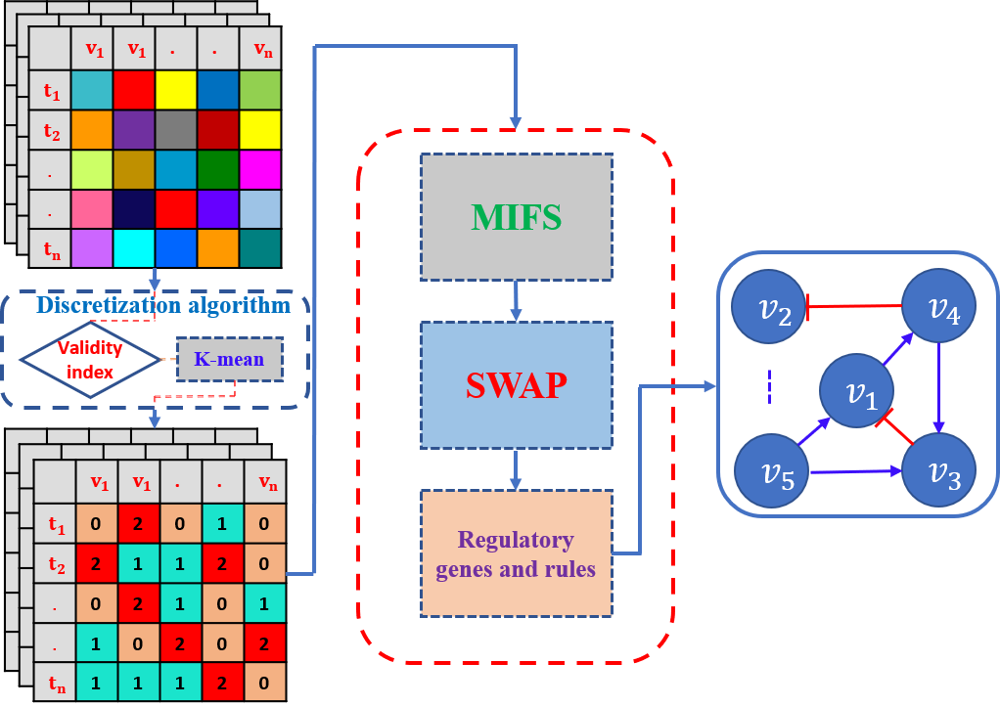 v₁ v₁ . . vₙ
t₁
t₂
.
.
tₙ
Discretization algorithm
Validity
index
K-mean
v₁ v₁ . . vₙ
t₁ 0 2 0 1 0
t₂ 2 1 1 2 0
. 0 2 1 0 1
. 1 0 2 0 2
tₙ 1 1 1 2 0
MIFS
SWAP
Regulatory
genes and rules
v₂
v₄
v₁
v₅
v₃